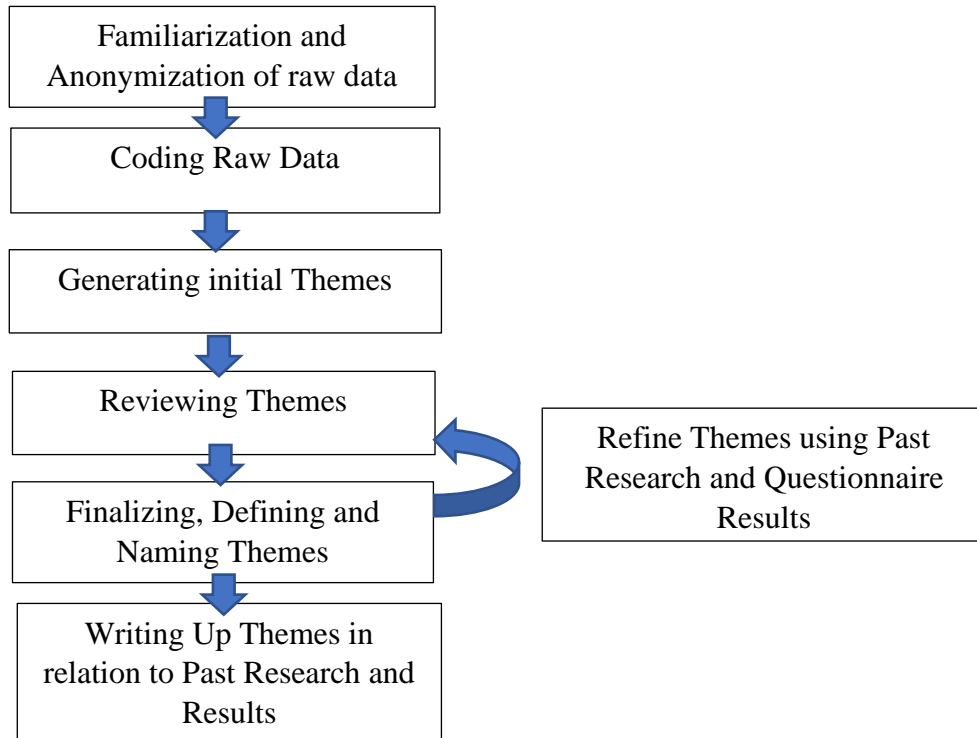 Familiarization and
Anonymization of raw data
Coding Raw Data
Generating initial Themes
Reviewing Themes
Refine Themes using Past
Research and Questionnaire
Results
Finalizing, Defining and
Naming Themes
Writing Up Themes in
relation to Past Research and
Results